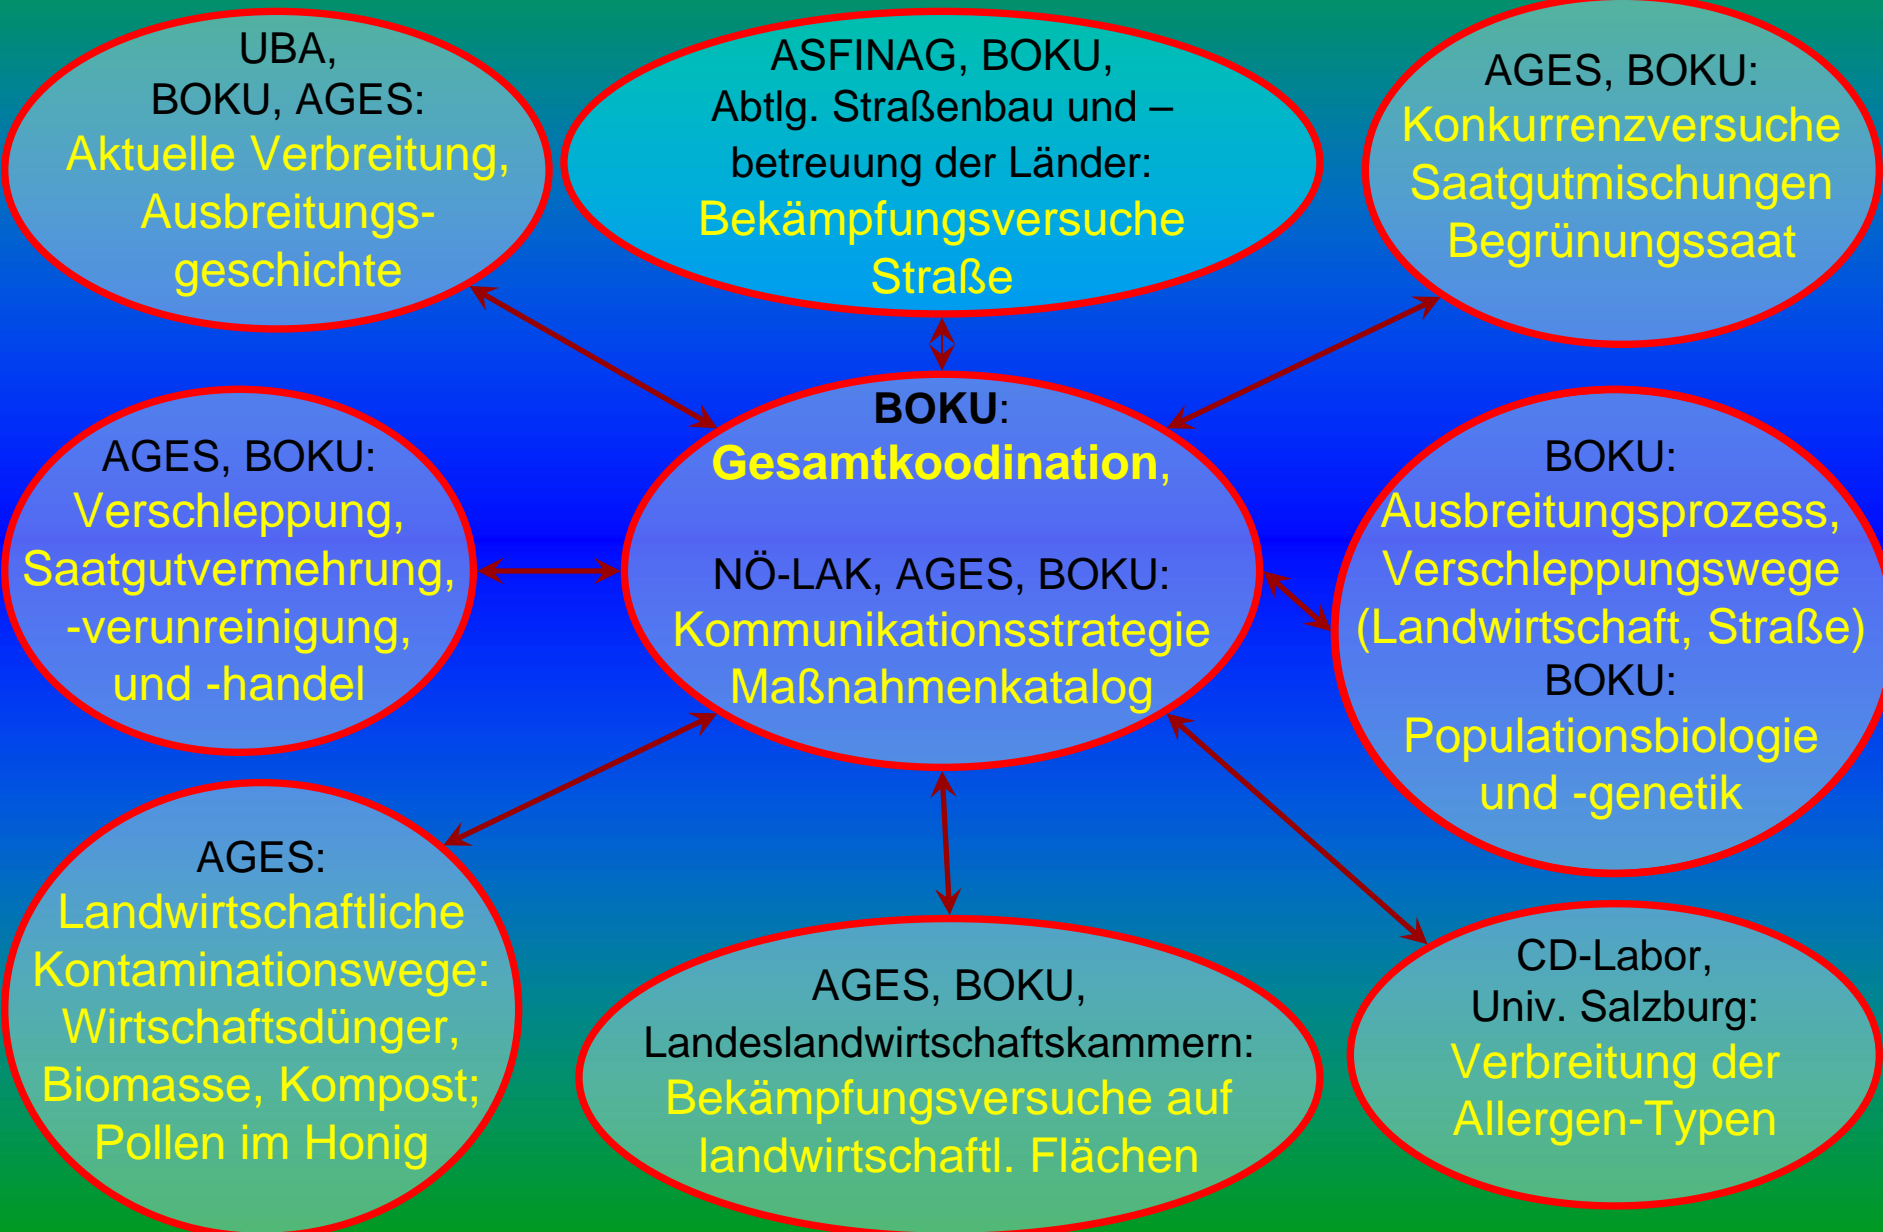 UBA,
BOKU, AGES:
Aktuelle Verbreitung,
Ausbreitungs-
geschichte
ASFINAG, BOKU,
Abtlg. Straßenbau und –
betreuung der Länder:
Bekämpfungsversuche
Straße
AGES, BOKU:
Konkurrenzversuche
Saatgutmischungen
Begrünungssaat
AGES, BOKU:
Verschleppung,
Saatgutvermehrung,
-verunreinigung,
und -handel
BOKU:
Gesamtkoodination,
NÖ-LAK, AGES, BOKU:
Kommunikationsstrategie
Maßnahmenkatalog
BOKU:
Ausbreitungsprozess,
Verschleppungswege
(Landwirtschaft, Straße)
BOKU:
Populationsbiologie
und -genetik
AGES:
Landwirtschaftliche
Kontaminationswege:
Wirtschaftsdünger,
Biomasse, Kompost;
Pollen im Honig
AGES, BOKU,
Landeslandwirtschaftskammern:
Bekämpfungsversuche auf
landwirtschaftl. Flächen
CD-Labor,
Univ. Salzburg:
Verbreitung der
Allergen-Typen